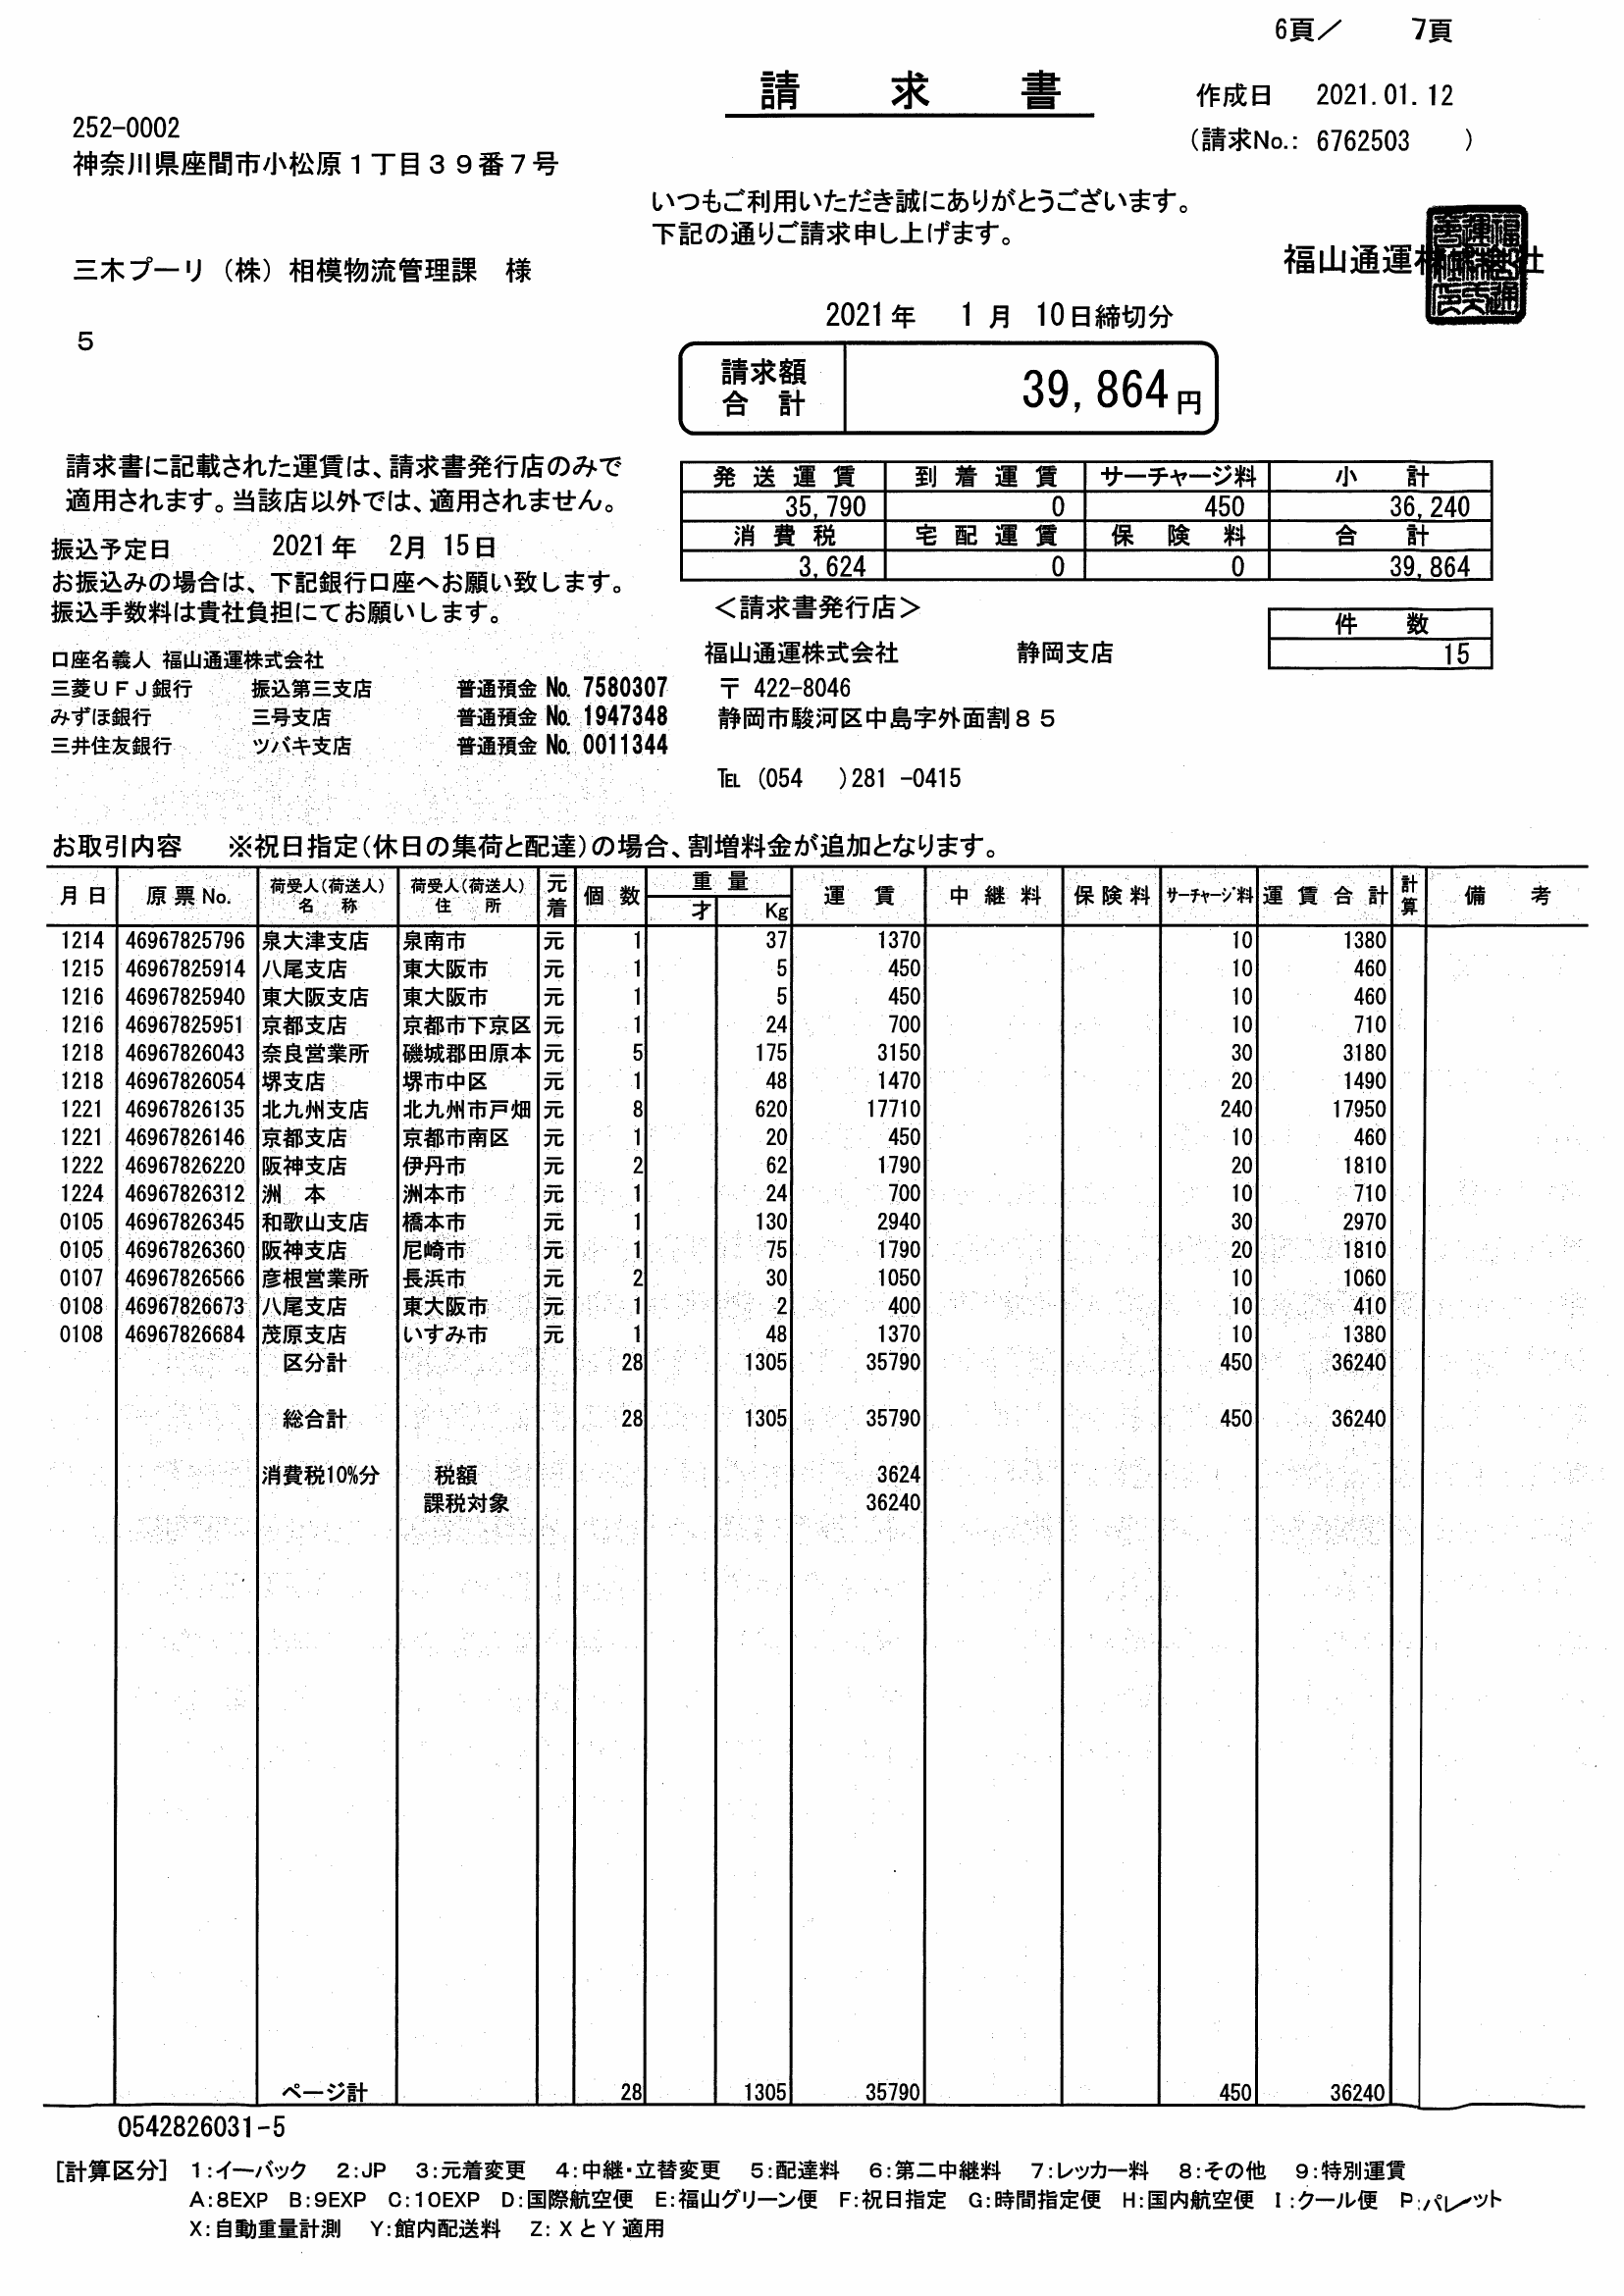 6頁／ 7頁
請 求 書
作成日 2021.01.12
(請求No.: 6762503 )
252-0002
神奈川県座間市小松原１丁目３９番７号
いつもご利用いただき誠にありがとうございます。
下記の通りご請求申し上げます。
福山通運株式会社
三木プーリ（株）相模物流管理課 様
2021年 1月 10日締切分
5
請求額合計 39,864円
請求書に記載された運賃は、請求書発行店のみで
適用されます。当該店以外では、適用されません。
発送運賃 到着運賃 サーチャージ料 小計
35,790 0 450 36,240
消費税 宅配運賃 保険料 合計
3,624 0 0 39,864
振込予定日 2021年 2月 15日
お振込みの場合は、下記銀行口座へお願い致します。
振込手数料は貴社負担にてお願いします。
＜請求書発行店＞
件数
15
福山通運株式会社 静岡支店
〒 422-8046
静岡市駿河区中島字外面割８５
℡ (054 )281 -0415
口座名義人 福山通運株式会社
三菱ＵＦＪ銀行 振込第三支店 普通預金 No. 7580307
みずほ銀行 三号支店 普通預金 No. 1947348
三井住友銀行 ツバキ支店 普通預金 No. 0011344
お取引内容 ※祝日指定(休日の集荷と配達)の場合、割増料金が追加となります。
月日 原票No. 荷受人(荷送人)名称 荷受人(荷送人)住所 元着 個数 重量 才 Kg 運賃 中継料 保険料 サーチャージ料 運賃合計 計算 備考
1214 46967825796 泉大津支店 泉南市 元 1 37 1370 10 1380
1215 46967825914 八尾支店 東大阪市 元 1 5 450 10 460
1216 46967825940 東大阪支店 東大阪市 元 1 5 450 10 460
1216 46967825951 京都支店 京都市下京区 元 1 24 700 10 710
1218 46967826043 奈良営業所 磯城郡田原本 元 5 175 3150 30 3180
1218 46967826054 堺支店 堺市中区 元 1 48 1470 20 1490
1221 46967826135 北九州支店 北九州市戸畑 元 8 620 17710 240 17950
1221 46967826146 京都支店 京都市南区 元 1 20 450 10 460
1222 46967826220 阪神支店 伊丹市 元 2 62 1790 20 1810
1224 46967826312 洲 本 洲本市 元 1 24 700 10 710
0105 46967826345 和歌山支店 橋本市 元 1 130 2940 30 2970
0105 46967826360 阪神支店 尼崎市 元 1 75 1790 20 1810
0107 46967826566 彦根営業所 長浜市 元 2 30 1050 10 1060
0108 46967826673 八尾支店 東大阪市 元 1 2 400 10 410
0108 46967826684 茂原支店 いすみ市 元 1 48 1370 10 1380
区分計 28 1305 35790 450 36240
総合計 28 1305 35790 450 36240
消費税10%分 税額 3624
課税対象 36240
ページ計 28 1305 35790 450 36240
0542826031-5
[計算区分] 1:イーバック 2:JP 3:元着変更 4:中継・立替変更 5:配達料 6:第二中継料 7:レッカー料 8:その他 9:特別運賃
A:8EXP B:9EXP C:10EXP D:国際航空便 E:福山グリーン便 F:祝日指定 G:時間指定便 H:国内航空便 I:クール便 P:パレット
X:自動重量計測 Y:館内配送料 Z:XとY適用